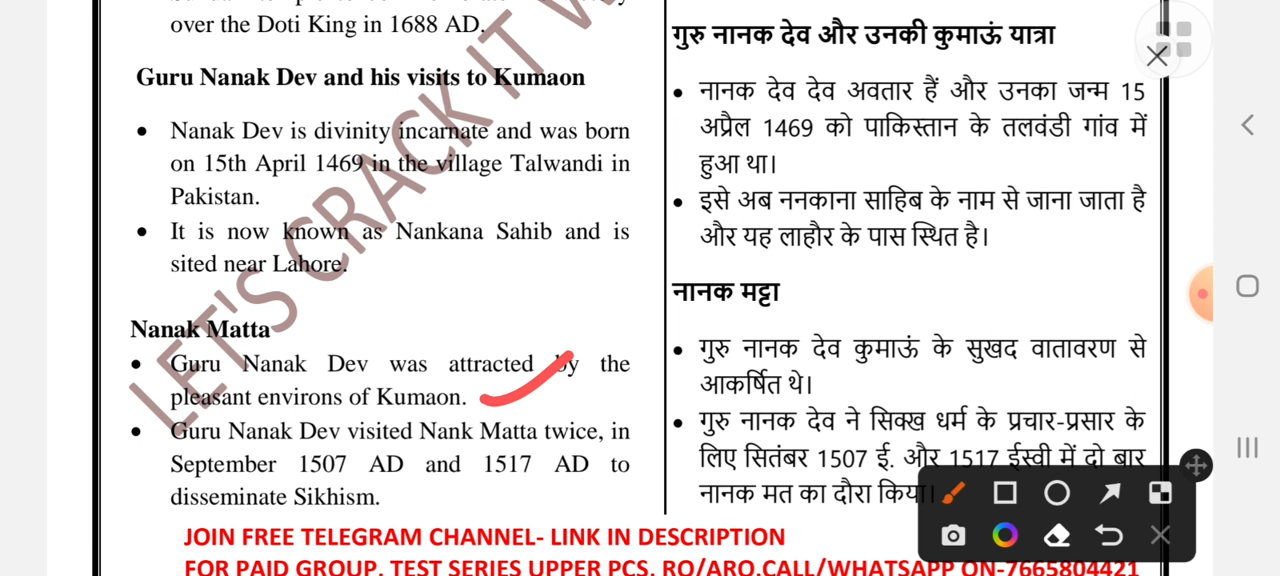 over the Doti King in 1688 AD.
Guru Nanak Dev and his visits to Kumaon
• Nanak Dev is divinity incarnate and was born
on 15th April 1469 in the village Talwandi in
Pakistan.
• It is now known as Nankana Sahib and is
sited near Lahore.
Nanak Matta
• Guru Nanak Dev was attracted by the
pleasant environs of Kumaon.
• Guru Nanak Dev visited Nank Matta twice, in
September 1507 AD and 1517 AD to
disseminate Sikhism.
गुरु नानक देव और उनकी कुमाऊं यात्रा
• नानक देव देव अवतार हैं और उनका जन्म 15
अप्रैल 1469 को पाकिस्तान के तलवंडी गांव में
हुआ था।
• इसे अब ननकाना साहिब के नाम से जाना जाता है
और यह लाहौर के पास स्थित है।
नानक मट्टा
• गुरु नानक देव कुमाऊं के सुखद वातावरण से
आकर्षित थे।
• गुरु नानक देव ने सिक्ख धर्म के प्रचार-प्रसार के
लिए सितंबर 1507 ई. और 1517 ईस्वी में दो बार
नानक मत का दौरा किया।
LET'S CRACK IT
JOIN FREE TELEGRAM CHANNEL- LINK IN DESCRIPTION
FOR PAID GROUP, TEST SERIES UPPER PCS, RO/ARO,CALL/WHATSAPP ON-7665804421